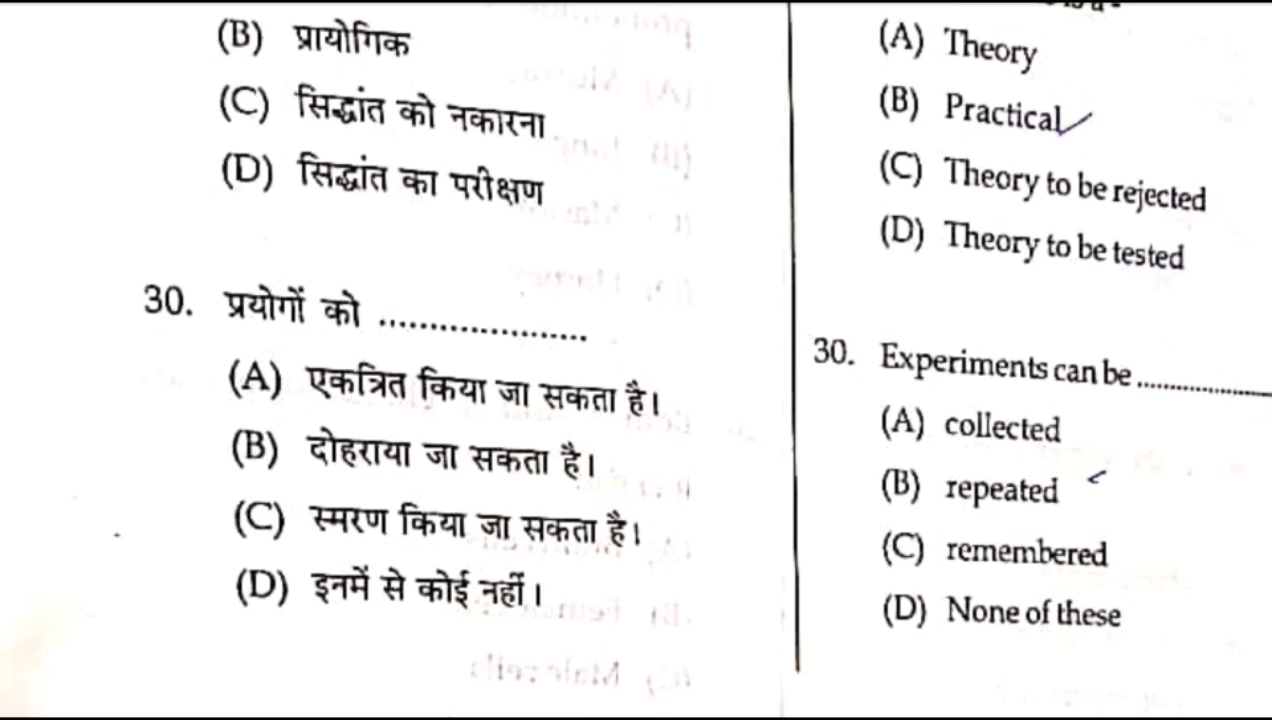 (B) प्रायोगिक
(C) सिद्धांत को नकारना
(D) सिद्धांत का परीक्षण
30. प्रयोगों को ....................
(A) एकत्रित किया जा सकता है।
(B) दोहराया जा सकता है।
(C) स्मरण किया जा सकता है।
(D) इनमें से कोई नहीं।
(A) Theory
(B) Practical
(C) Theory to be rejected
(D) Theory to be tested
30. Experiments can be ....................
(A) collected
(B) repeated
(C) remembered
(D) None of these